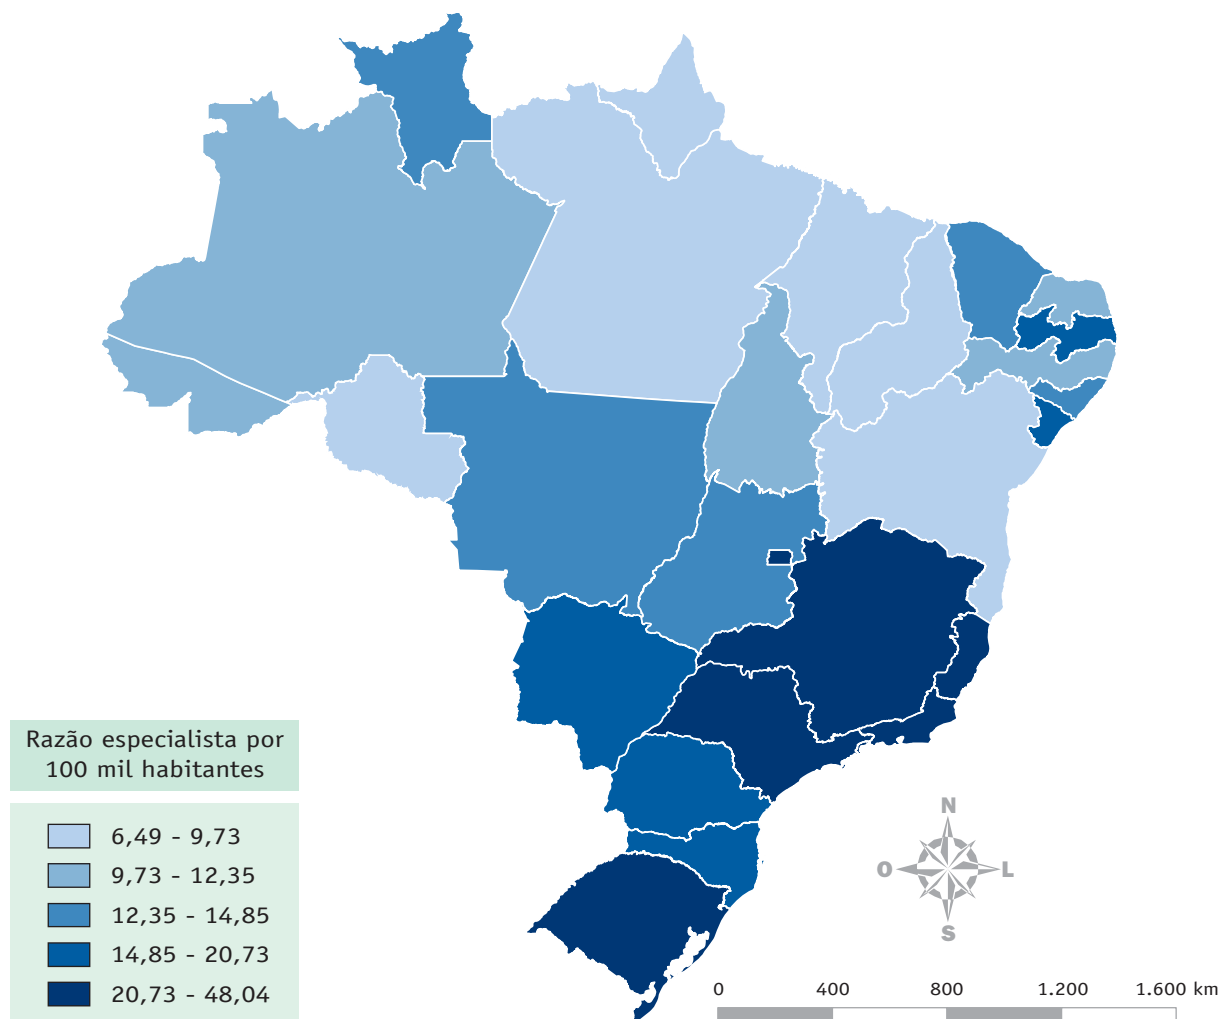 Razão especialista por
100 mil habitantes
6,49 - 9,73
9,73 - 12,35
12,35 - 14,85
14,85 - 20,73
20,73 - 48,04
N
O
L
S
0 400 800 1.200 1.600 km